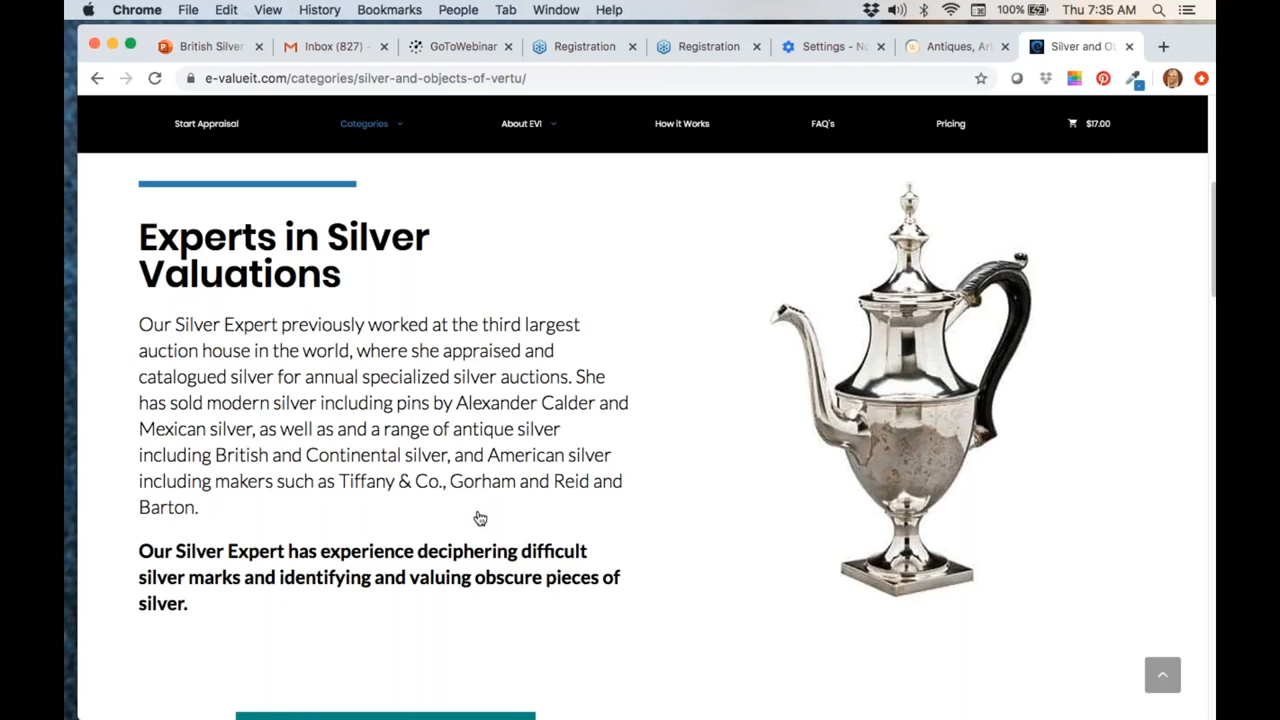 Chrome File Edit View History Bookmarks People Tab Window Help 100% Thu 7:35 AM
British Silver Inbox (827) - GoToWebinar Registration Registration Settings - No Antiques, Ar Silver and Ob
e-valueit.com/categories/silver-and-objects-of-vertu/
Start Appraisal Categories About EVI How it Works FAQ's Pricing $17.00
Experts in Silver
Valuations
Our Silver Expert previously worked at the third largest
auction house in the world, where she appraised and
catalogued silver for annual specialized silver auctions. She
has sold modern silver including pins by Alexander Calder and
Mexican silver, as well as and a range of antique silver
including British and Continental silver, and American silver
including makers such as Tiffany & Co., Gorham and Reid and
Barton.
Our Silver Expert has experience deciphering difficult
silver marks and identifying and valuing obscure pieces of
silver.